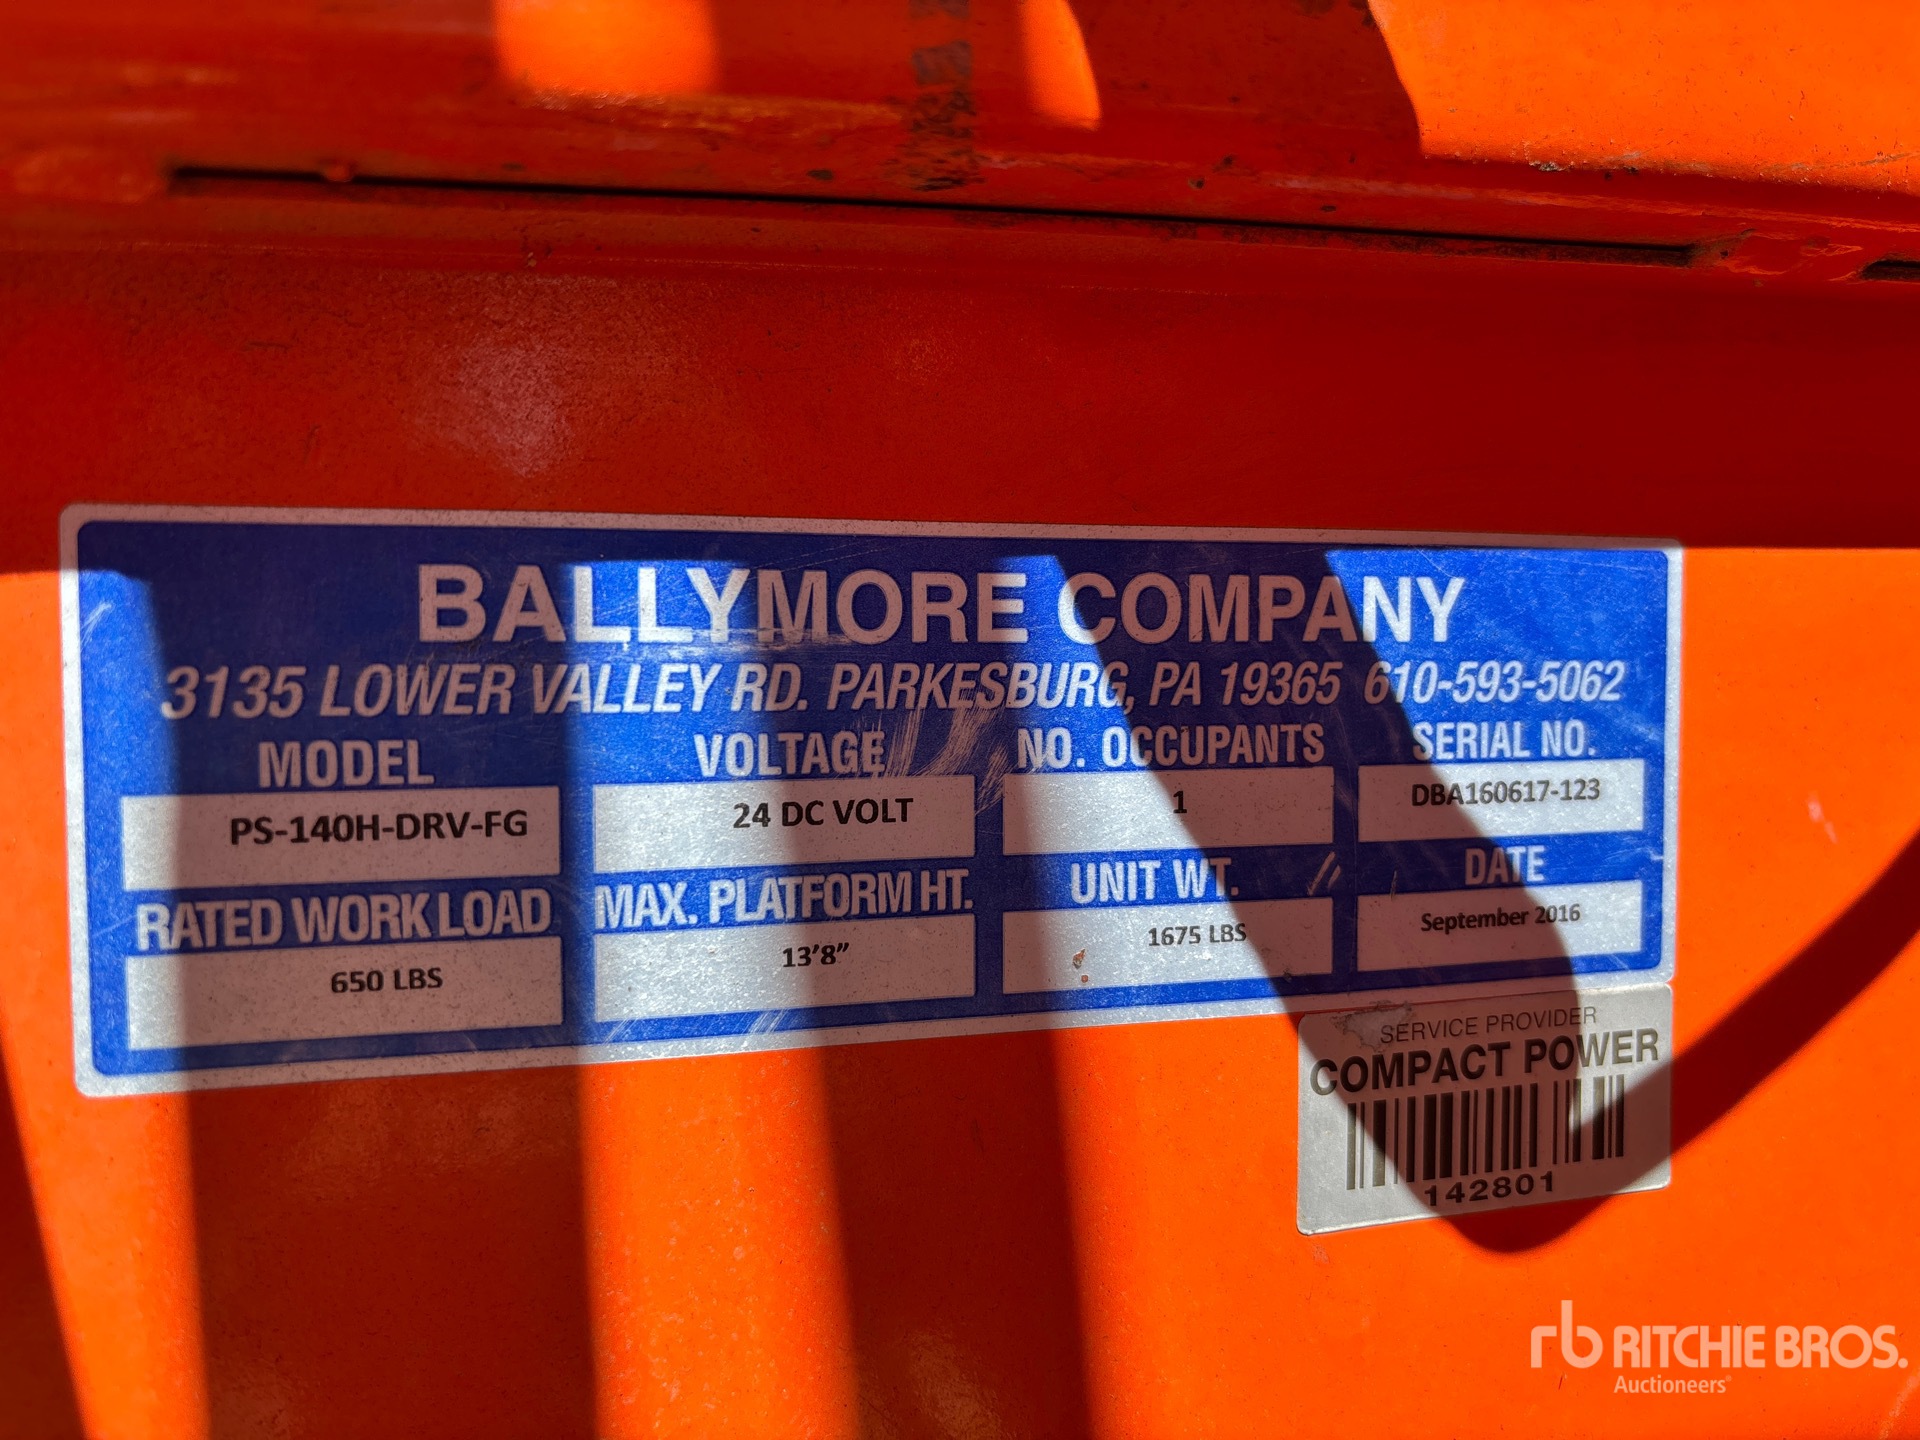 BALLYMORE COMPANY
3135 LOWER VALLEY RD. PARKESBURG, PA 19365 610-593-5062
MODEL VOLTAGE NO. OCCUPANTS SERIAL NO.
PS-140H-DRV-FG 24 DC VOLT 1 DBA160617-123
RATED WORK LOAD MAX. PLATFORM HT. UNIT WT. DATE
650 LBS 13'8” 1675 LBS September 2016
SERVICE PROVIDER
COMPACT POWER
142801
rb RITCHIE BROS.
Auctioneers®